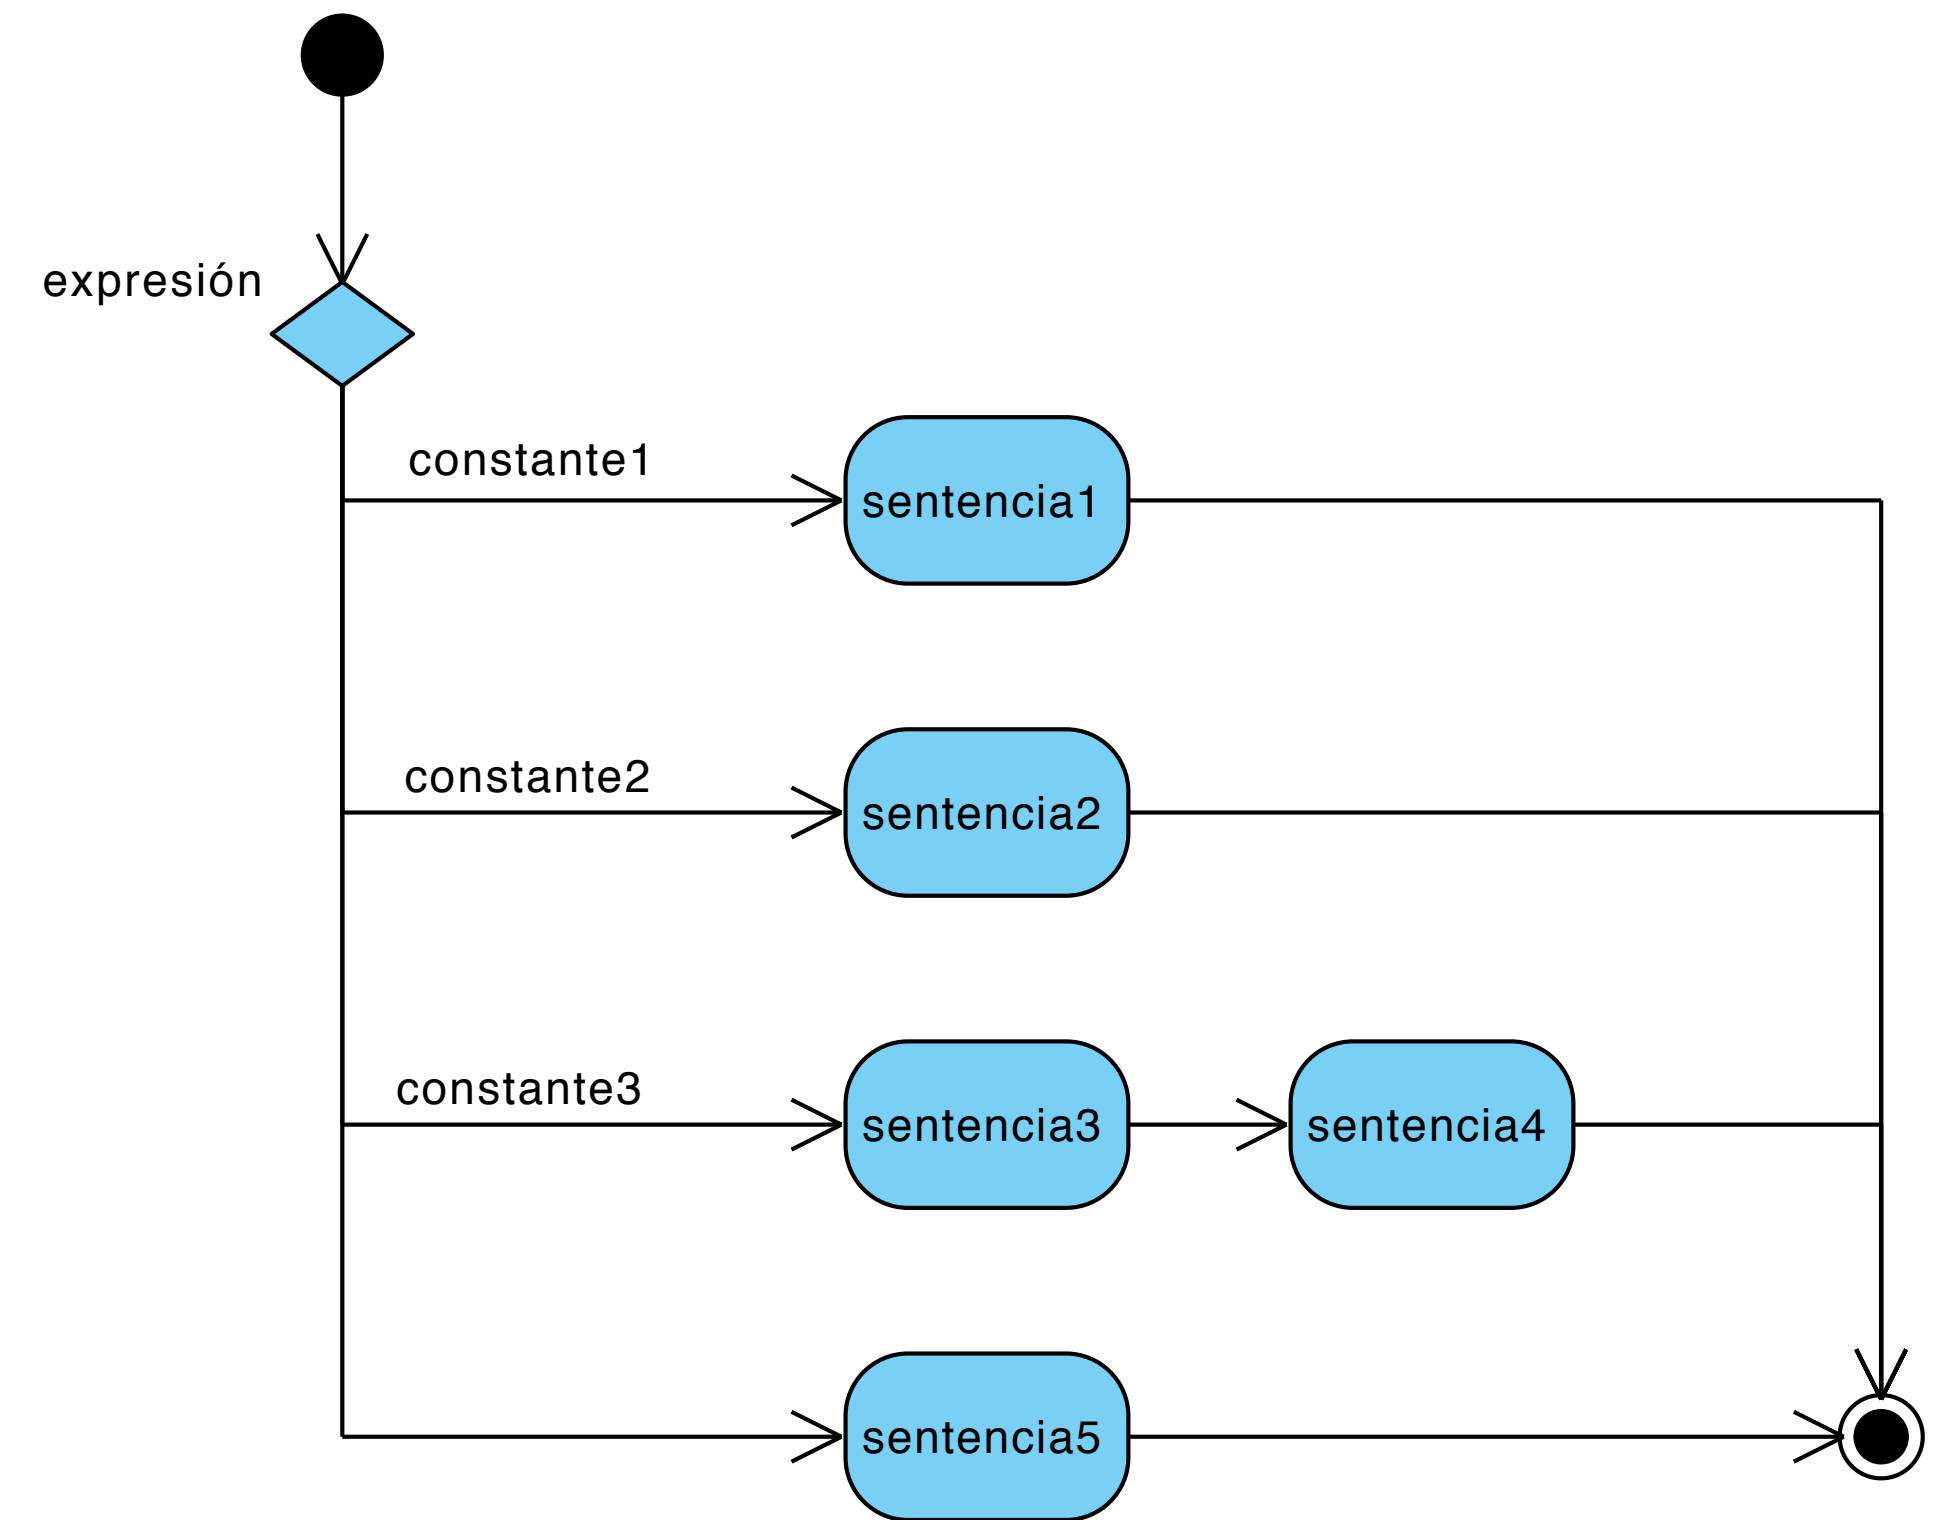 expresión
constante1
sentencia1
constante2
sentencia2
constante3
sentencia3
sentencia4
sentencia5